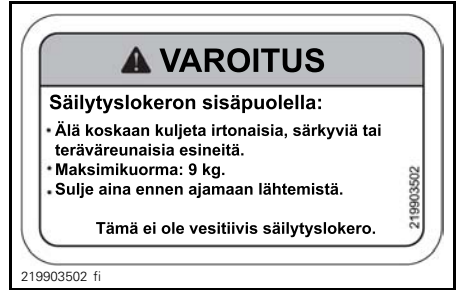 VAROITUS
Säilytyslokeron sisäpuolella:
• Älä koskaan kuljeta irtonaisia, särkyviä tai
teräväreunaisia esineitä.
• Maksimikuorma: 9 kg.
• Sulje aina ennen ajamaan lähtemistä.
Tämä ei ole vesitiivis säilytyslokero.
219903502
219903502 fi